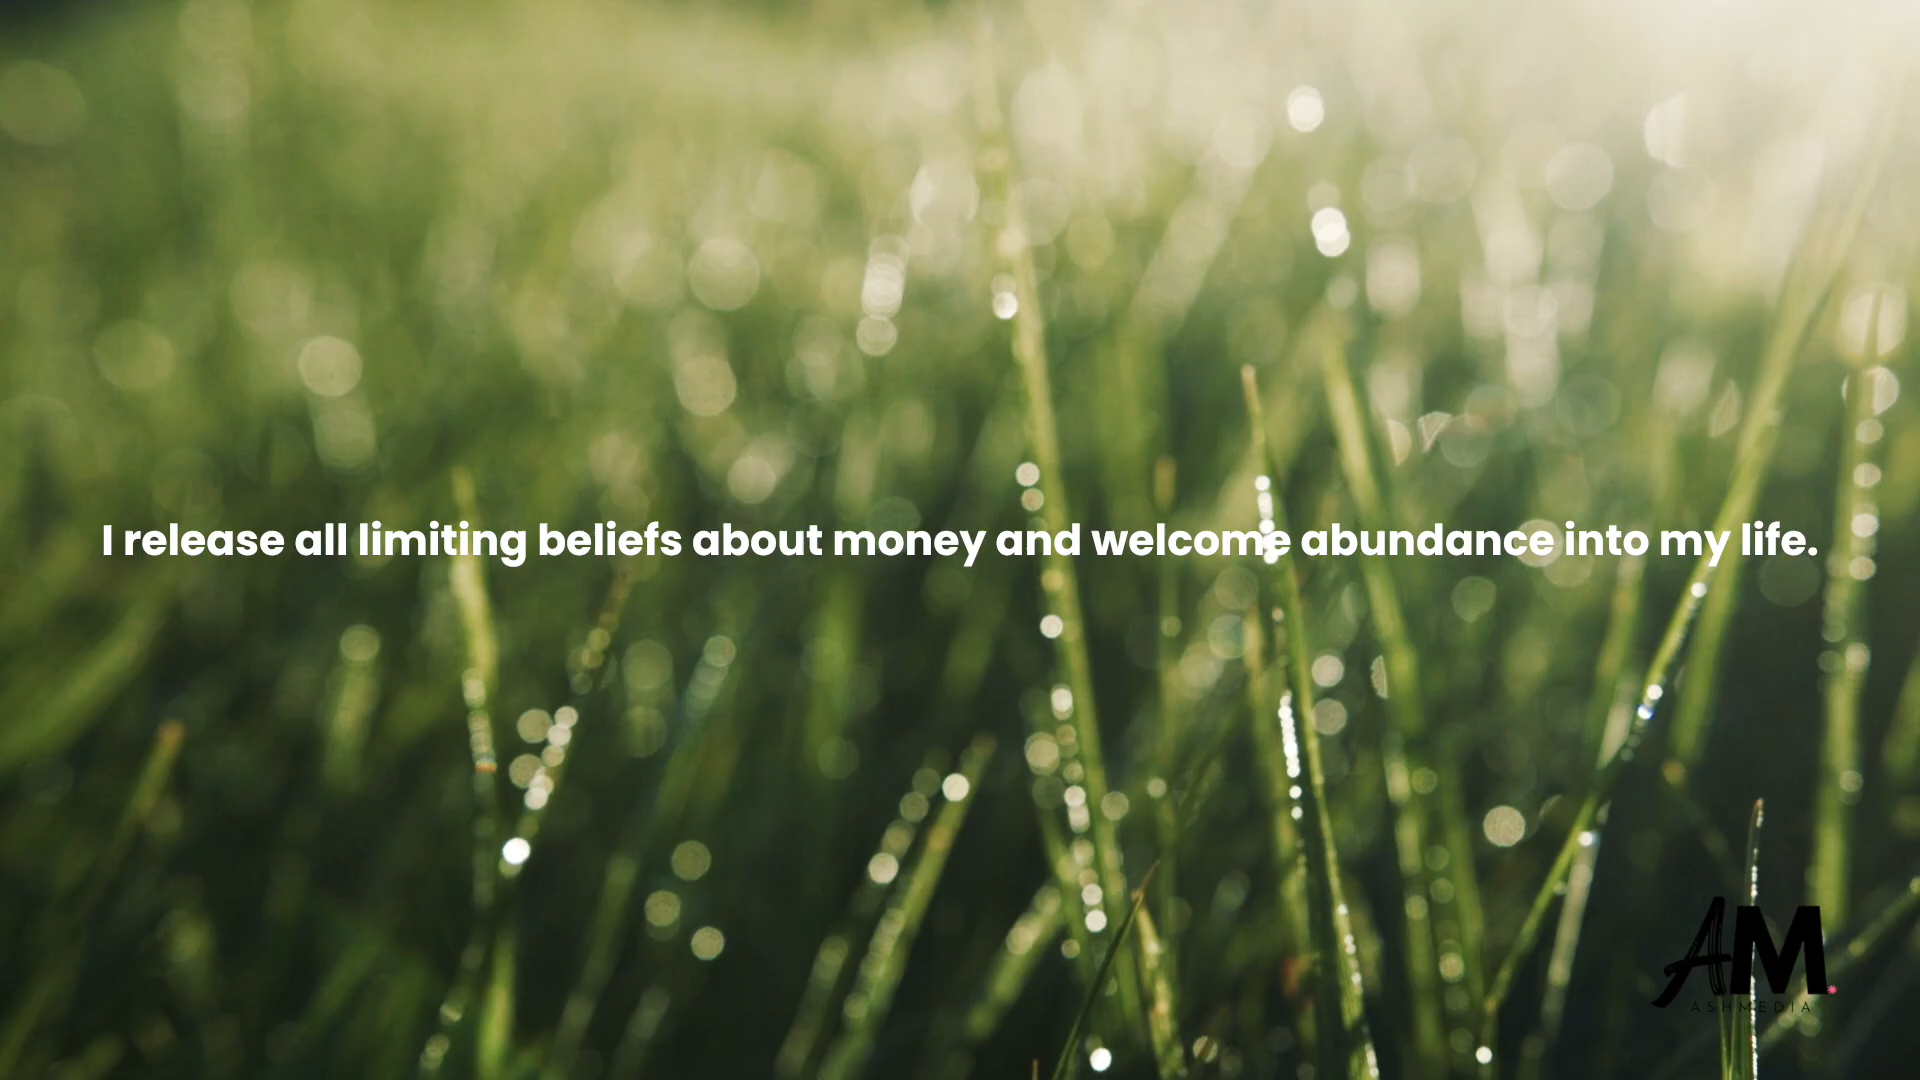 I release all limiting beliefs about money and welcome abundance into my life.
AM
ASHMEDIA